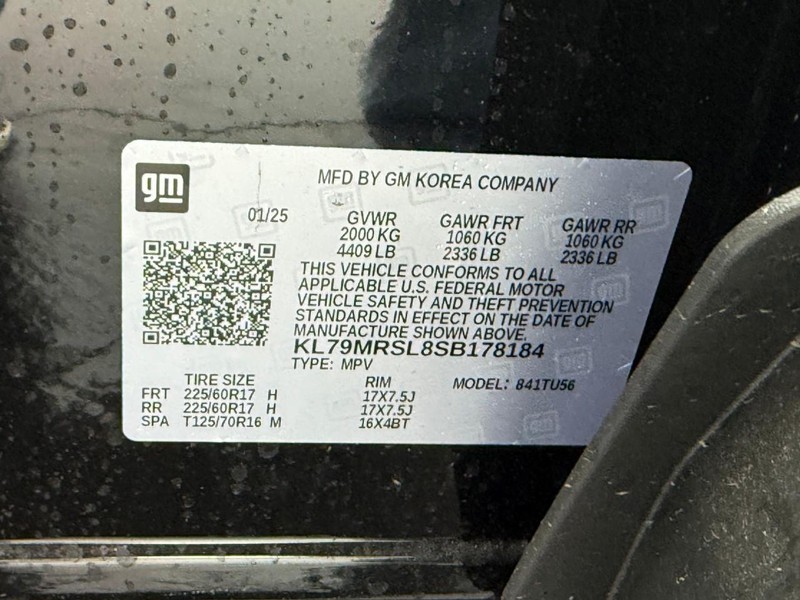 gm
MFD BY GM KOREA COMPANY
01/25
GVWR GAWR FRT GAWR RR
2000 KG 1060 KG 1060 KG
4409 LB 2336 LB 2336 LB
THIS VEHICLE CONFORMS TO ALL
APPLICABLE U.S. FEDERAL MOTOR
VEHICLE SAFETY AND THEFT PREVENTION
STANDARDS IN EFFECT ON THE DATE OF
MANUFACTURE SHOWN ABOVE.
KL79MRSL8SB178184
TYPE: MPV
TIRE SIZE RIM MODEL: 841TU56
FRT 225/60R17 H 17X7.5J
RR 225/60R17 H 17X7.5J
SPA T125/70R16 M 16X4BT